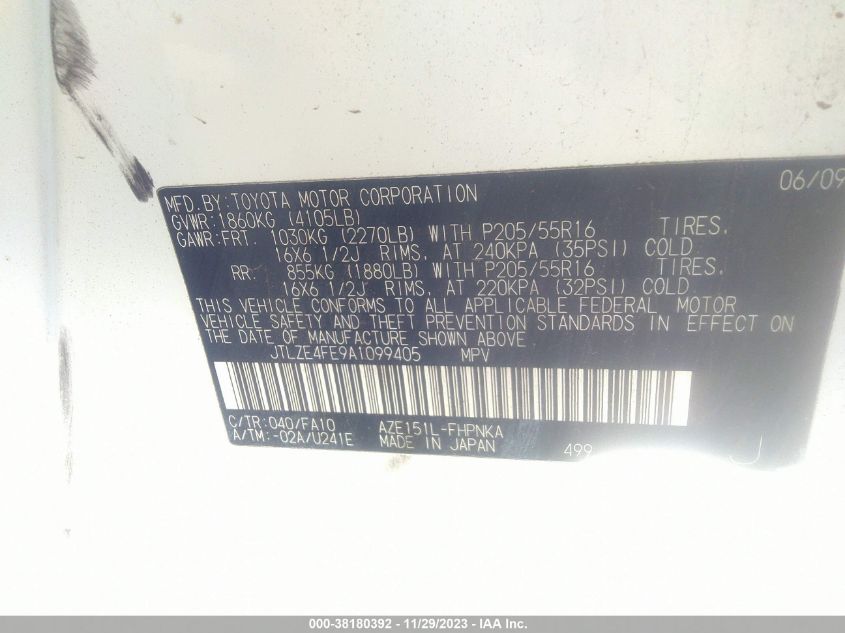 06/09
MFD.BY:TOYOTA MOTOR CORPORATION
GVWR:1860KG (4105LB)
GAWR:FRT. 1030KG (2270LB) WITH P205/55R16 TIRES.
16X6 1/2J RIMS, AT 240KPA (35PSI) COLD.
RR: 855KG (1880LB) WITH P205/55R16 TIRES.
16X6 1/2J RIMS, AT 220KPA (32PSI) COLD.
THIS VEHICLE CONFORMS TO ALL APPLICABLE FEDERAL MOTOR
VEHICLE SAFETY AND THEFT PREVENTION STANDARDS IN EFFECT ON
THE DATE OF MANUFACTURE SHOWN ABOVE.
JTLZE4FE9A1099405 MPV
C/TR:040/FA10 AZE151L-FHPNKA
A/TM:-02A/U241E MADE IN JAPAN 499 J
000-38180392 - 11/29/2023 - IAA Inc.